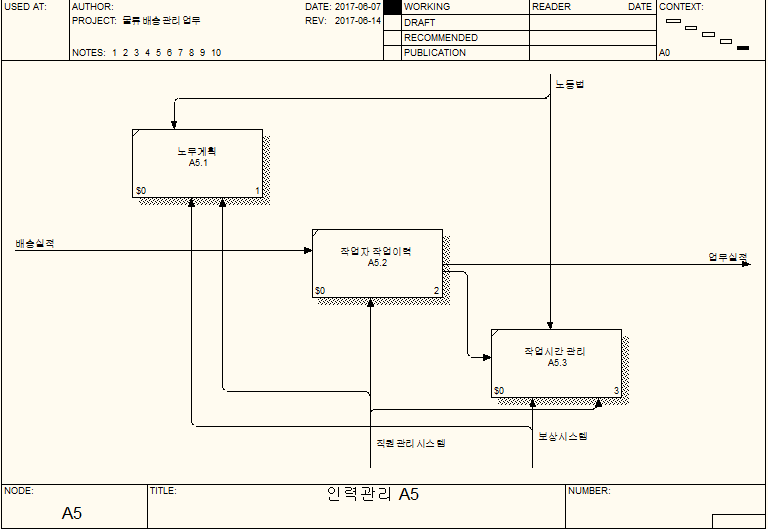 USED AT:
AUTHOR:
DATE: 2017-06-07
WORKING
READER
DATE
CONTEXT:
PROJECT: 물류 배송 관리 업무
REV: 2017-06-14
DRAFT
RECOMMENDED
NOTES: 1 2 3 4 5 6 7 8 9 10
PUBLICATION
A0
노동법
노무계획
A5.1
$0
1
배송실적
작업자 작업이력
A5.2
$0
2
업무실적
작업시간 관리
A5.3
$0
3
직원 관리 시스템
보상 시스템
NODE:
TITLE:
NUMBER:
A5
인력관리 A5